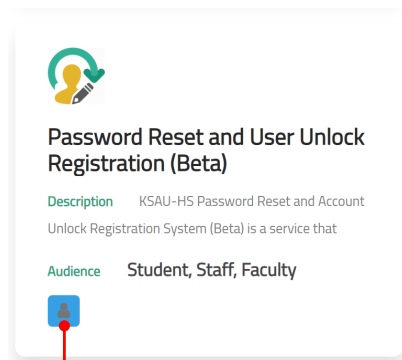 Password Reset and User Unlock
Registration (Beta)
Description KSAU-HS Password Reset and Account
Unlock Registration System (Beta) is a service that
Audience Student, Staff, Faculty